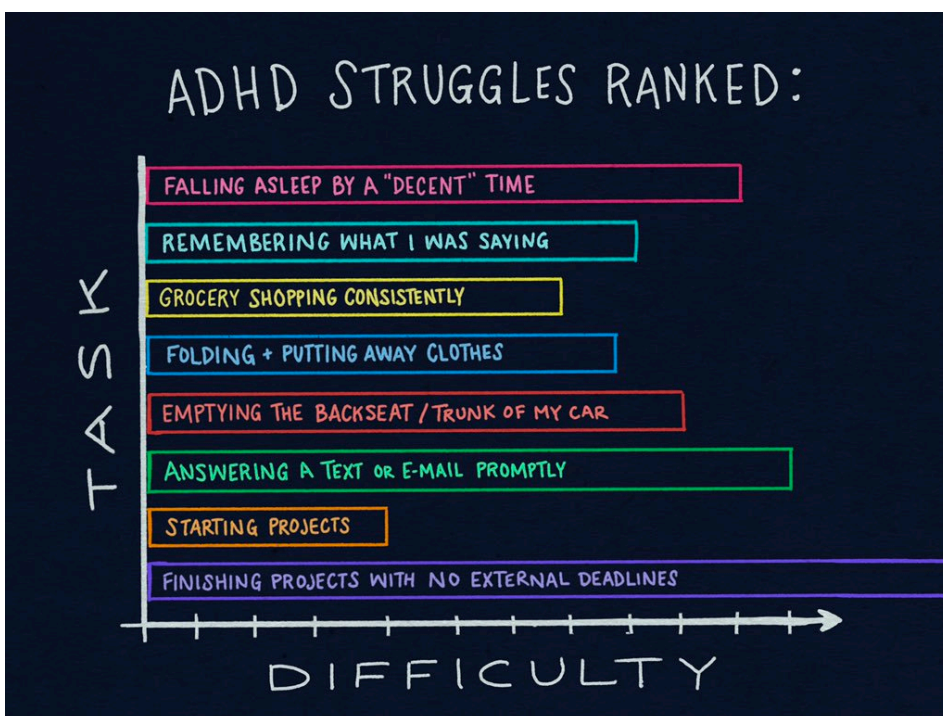 ADHD STRUGGLES RANKED:
FALLING ASLEEP BY A "DECENT" TIME
REMEMBERING WHAT I WAS SAYING
GROCERY SHOPPING CONSISTENTLY
FOLDING + PUTTING AWAY CLOTHES
EMPTYING THE BACKSEAT / TRUNK OF MY CAR
ANSWERING A TEXT OR E-MAIL PROMPTLY
STARTING PROJECTS
FINISHING PROJECTS WITH NO EXTERNAL DEADLINES
TASK
DIFFICULTY